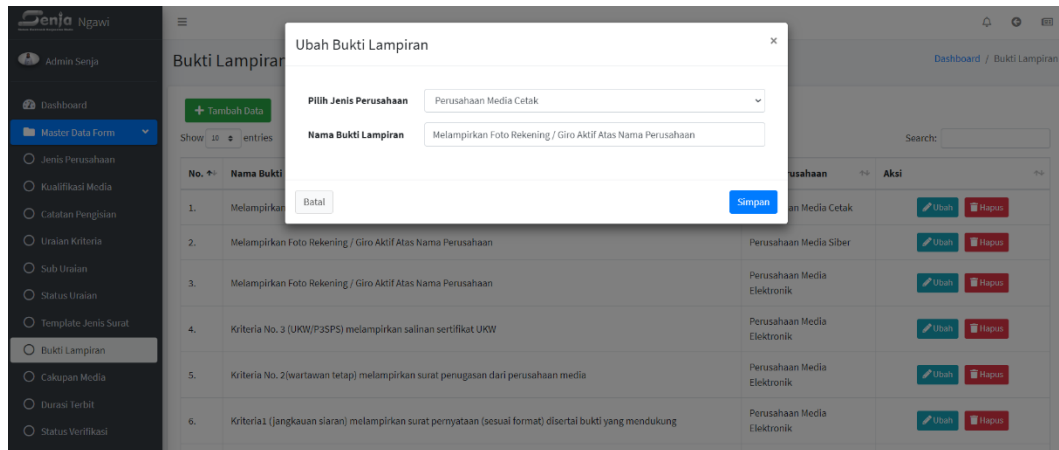 Senja Ngawi
Admin Senja
Dashboard
Master Data Form
Jenis Perusahaan
Kualifikasi Media
Catatan Pengisian
Uraian Kriteria
Sub Uraian
Status Uraian
Template Jenis Surat
Bukti Lampiran
Cakupan Media
Durasi Terbit
Status Verifikasi
Bukti Lampiran
Dashboard / Bukti Lampiran
Tambah Data
Show 10 entries
Search:
Ubah Bukti Lampiran ×
Pilih Jenis Perusahaan Perusahaan Media Cetak
Nama Bukti Lampiran Melampirkan Foto Rekening / Giro Aktif Atas Nama Perusahaan
Batal Simpan
No. Nama Bukti rusahaan Aksi
1. Melampirkan an Media Cetak Ubah Hapus
2. Melampirkan Foto Rekening / Giro Aktif Atas Nama Perusahaan Perusahaan Media Siber Ubah Hapus
3. Melampirkan Foto Rekening / Giro Aktif Atas Nama Perusahaan Perusahaan Media Elektronik Ubah Hapus
4. Kriteria No. 3 (UKW/P3SPS) melampirkan salinan sertifikat UKW Perusahaan Media Elektronik Ubah Hapus
5. Kriteria No. 2(wartawan tetap) melampirkan surat penugasan dari perusahaan media Perusahaan Media Elektronik Ubah Hapus
6. Kriteria1 (jangkauan siaran) melampirkan surat pernyataan (sesuai format) disertai bukti yang mendukung Perusahaan Media Elektronik Ubah Hapus